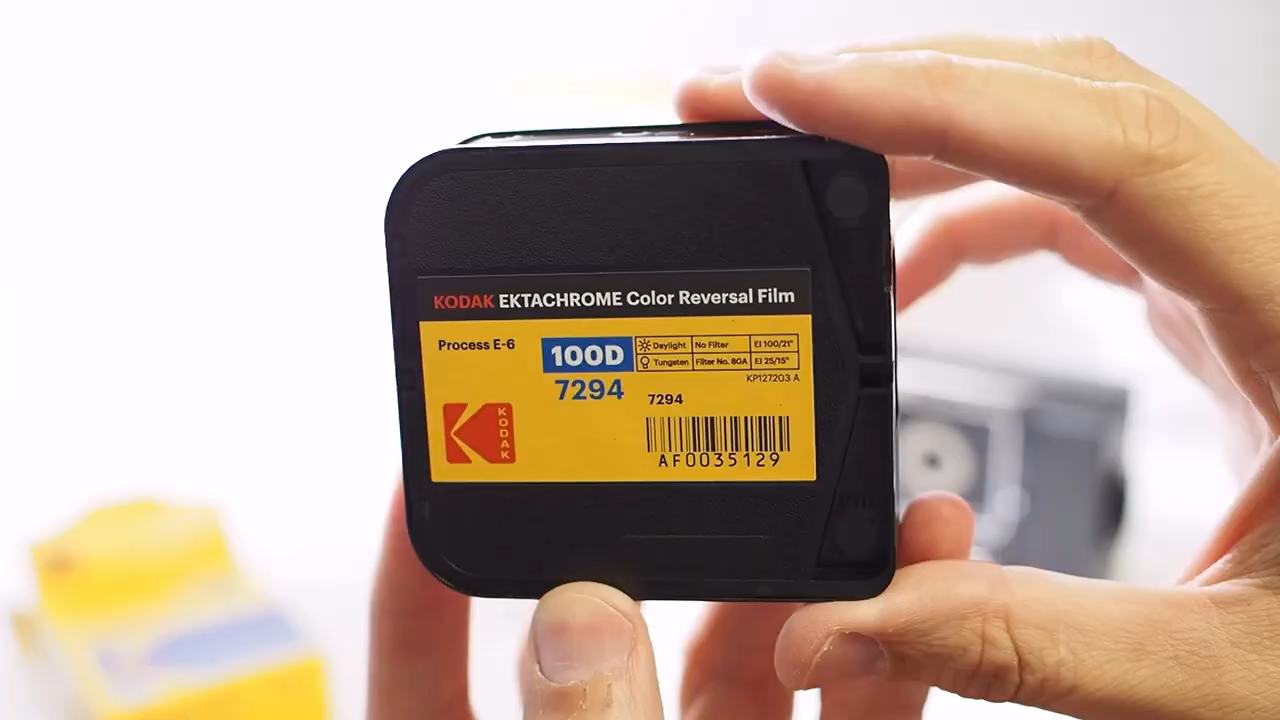 KODAK EKTACHROME Color Reversal Film
Process E-6
100D
Daylight No Filter EI 100/21°
Tungsten Filter No. 80A EI 25/15°
KP127203 A
7294
7294
KODAK
AF0035129